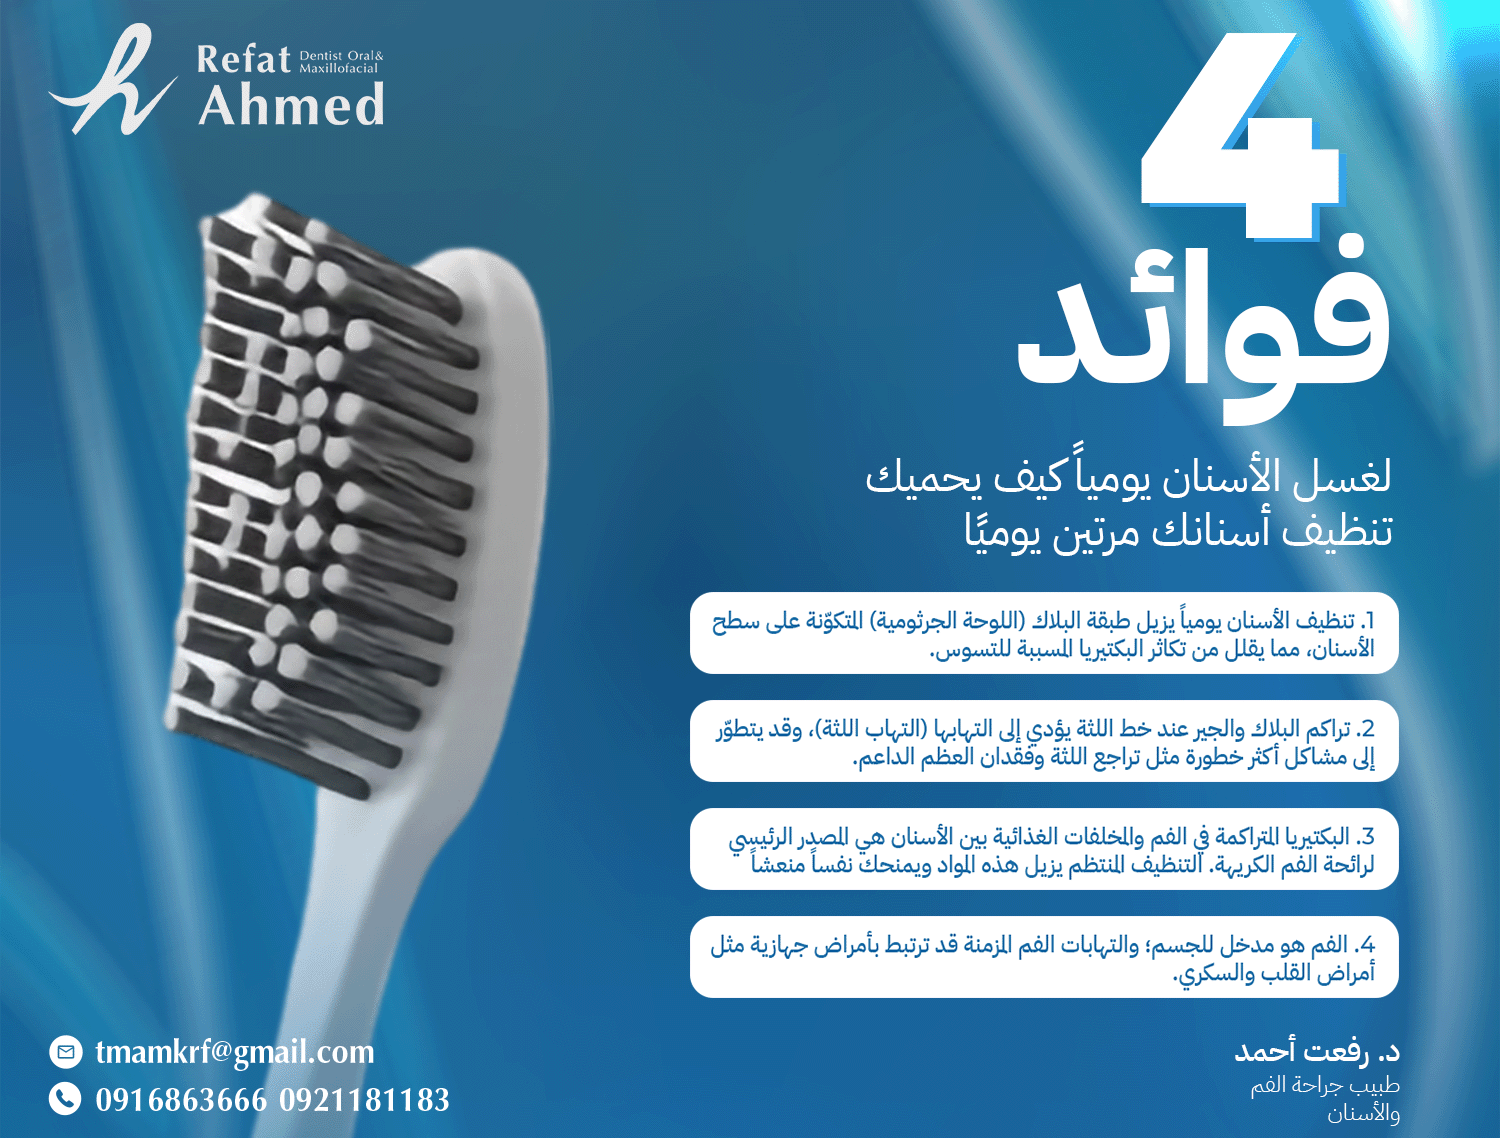 Refat Dentist Oral&
Maxillofacial
Ahmed
4
فوائد
لغسل الأسنان يومياً كيف يحميك
تنظيف أسنانك مرتين يوميًا
1. تنظيف الأسنان يومياً يزيل طبقة البلاك (اللوحة الجرثومية) المتكوّنة على سطح
الأسنان، مما يقلل من تكاثر البكتيريا المسببة للتسوس.
2. تراكم البلاك والجير عند خط اللثة يؤدي إلى التهابها (التهاب اللثة)، وقد يتطوّر
إلى مشاكل أكثر خطورة مثل تراجع اللثة وفقدان العظم الداعم.
3. البكتيريا المتراكمة في الفم والمخلفات الغذائية بين الأسنان هي المصدر الرئيسي
لرائحة الفم الكريهة. التنظيف المنتظم يزيل هذه المواد ويمنحك نفساً منعشاً
4. الفم هو مدخل للجسم؛ والتهابات الفم المزمنة قد ترتبط بأمراض جهازية مثل
أمراض القلب والسكري.
د. رفعت أحمد
طبيب جراحة الفم
والأسنان
tmamkrf@gmail.com
0916863666 0921181183